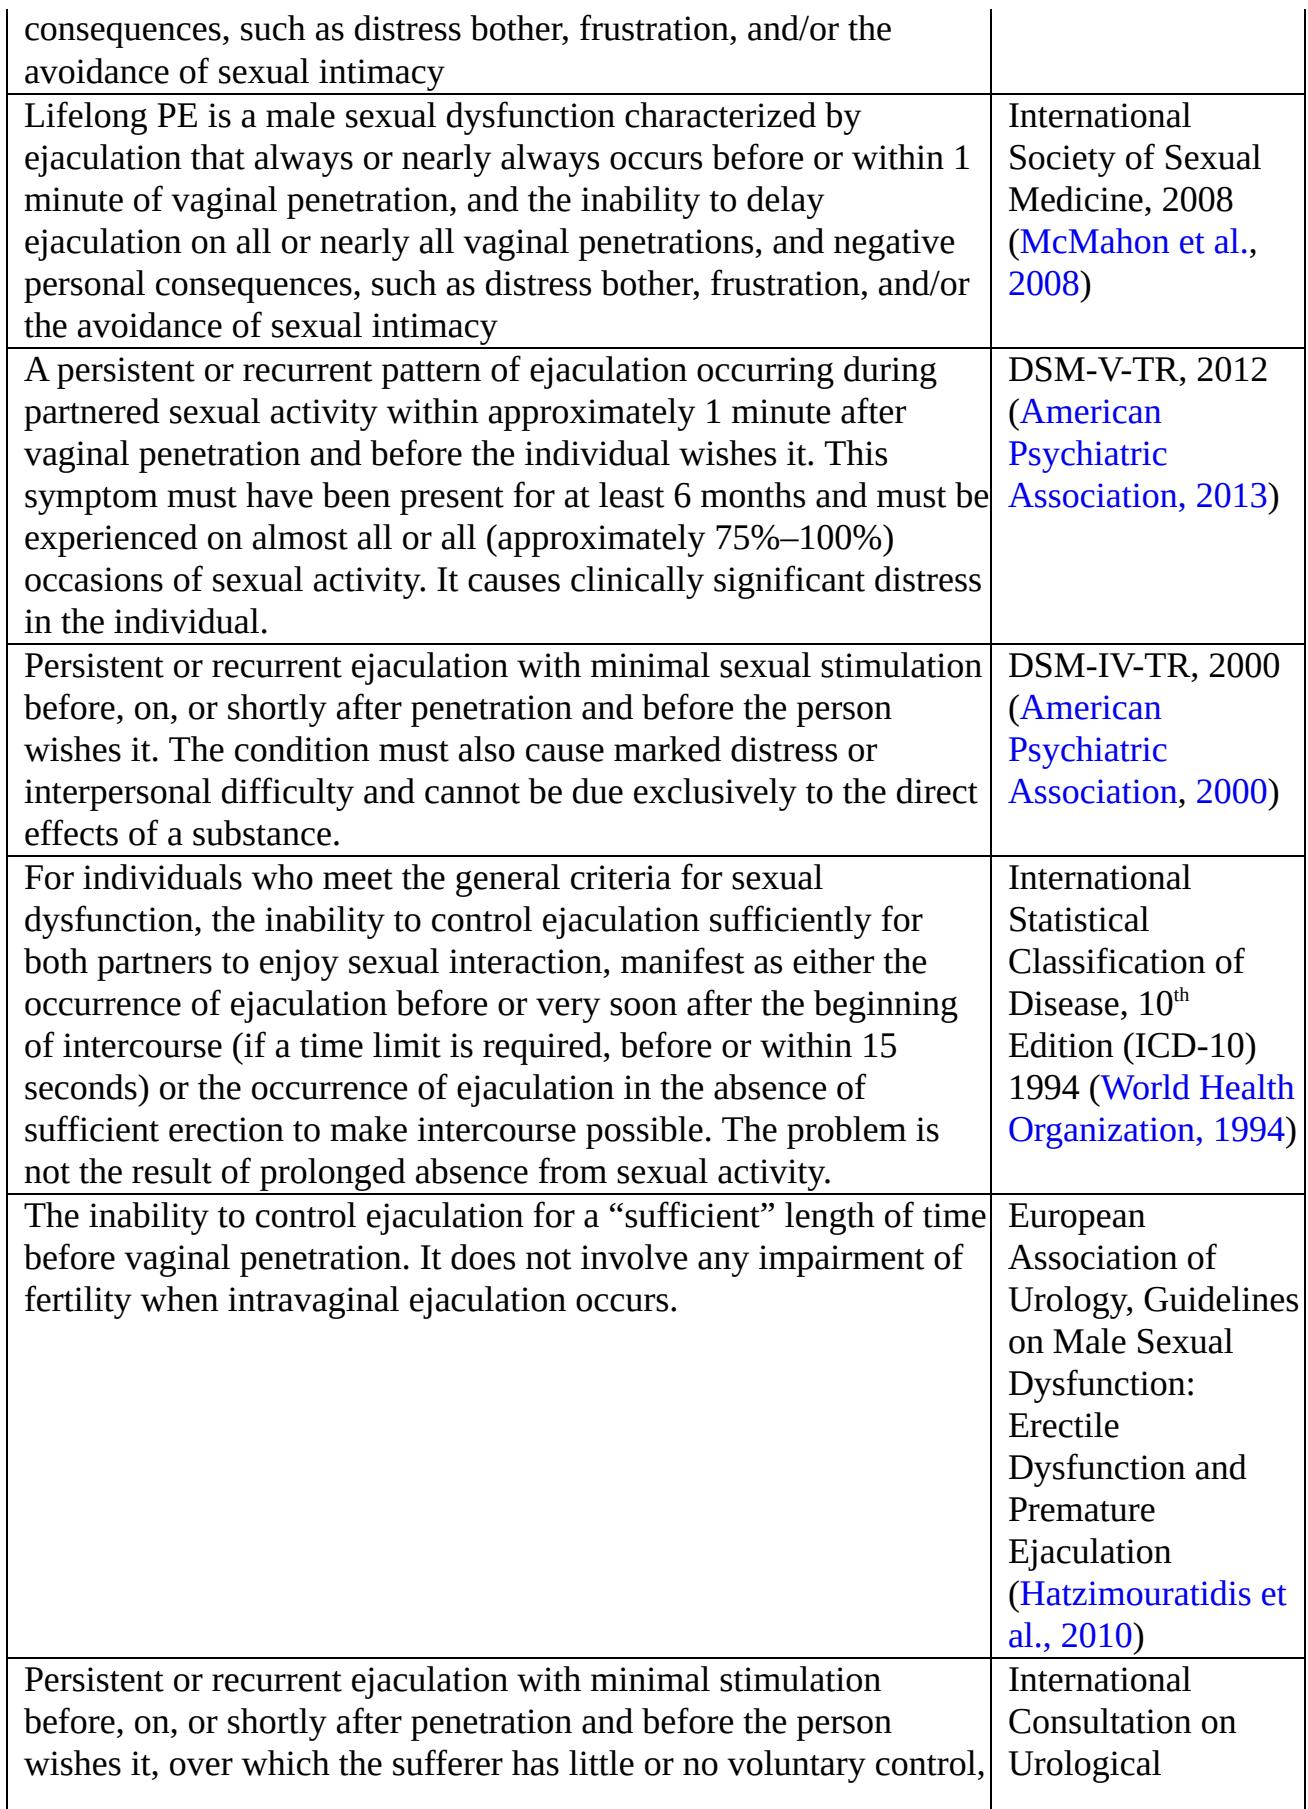 consequences, such as distress bother, frustration, and/or the
avoidance of sexual intimacy
Lifelong PE is a male sexual dysfunction characterized by
ejaculation that always or nearly always occurs before or within 1
minute of vaginal penetration, and the inability to delay
ejaculation on all or nearly all vaginal penetrations, and negative
personal consequences, such as distress bother, frustration, and/or
the avoidance of sexual intimacy
International
Society of Sexual
Medicine, 2008
(McMahon et al.,
2008)
A persistent or recurrent pattern of ejaculation occurring during
partnered sexual activity within approximately 1 minute after
vaginal penetration and before the individual wishes it. This
symptom must have been present for at least 6 months and must be
experienced on almost all or all (approximately 75%–100%)
occasions of sexual activity. It causes clinically significant distress
in the individual.
DSM-V-TR, 2012
(American
Psychiatric
Association, 2013)
Persistent or recurrent ejaculation with minimal sexual stimulation
before, on, or shortly after penetration and before the person
wishes it. The condition must also cause marked distress or
interpersonal difficulty and cannot be due exclusively to the direct
effects of a substance.
DSM-IV-TR, 2000
(American
Psychiatric
Association, 2000)
For individuals who meet the general criteria for sexual
dysfunction, the inability to control ejaculation sufficiently for
both partners to enjoy sexual interaction, manifest as either the
occurrence of ejaculation before or very soon after the beginning
of intercourse (if a time limit is required, before or within 15
seconds) or the occurrence of ejaculation in the absence of
sufficient erection to make intercourse possible. The problem is
not the result of prolonged absence from sexual activity.
International
Statistical
Classification of
Disease, 10th
Edition (ICD-10)
1994 (World Health
Organization, 1994)
The inability to control ejaculation for a “sufficient” length of time
before vaginal penetration. It does not involve any impairment of
fertility when intravaginal ejaculation occurs.
European
Association of
Urology, Guidelines
on Male Sexual
Dysfunction:
Erectile
Dysfunction and
Premature
Ejaculation
(Hatzimouratidis et
al., 2010)
Persistent or recurrent ejaculation with minimal stimulation
before, on, or shortly after penetration and before the person
wishes it, over which the sufferer has little or no voluntary control,
International
Consultation on
Urological